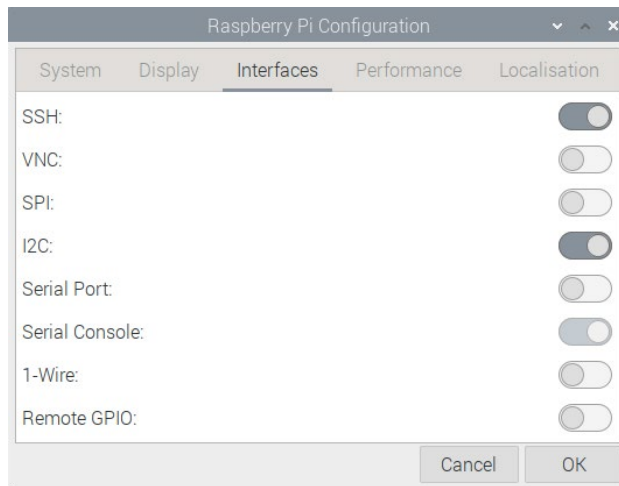 Raspberry Pi Configuration
System Display Interfaces Performance Localisation
SSH:
VNC:
SPI:
I2C:
Serial Port:
Serial Console:
1-Wire:
Remote GPIO:
Cancel OK